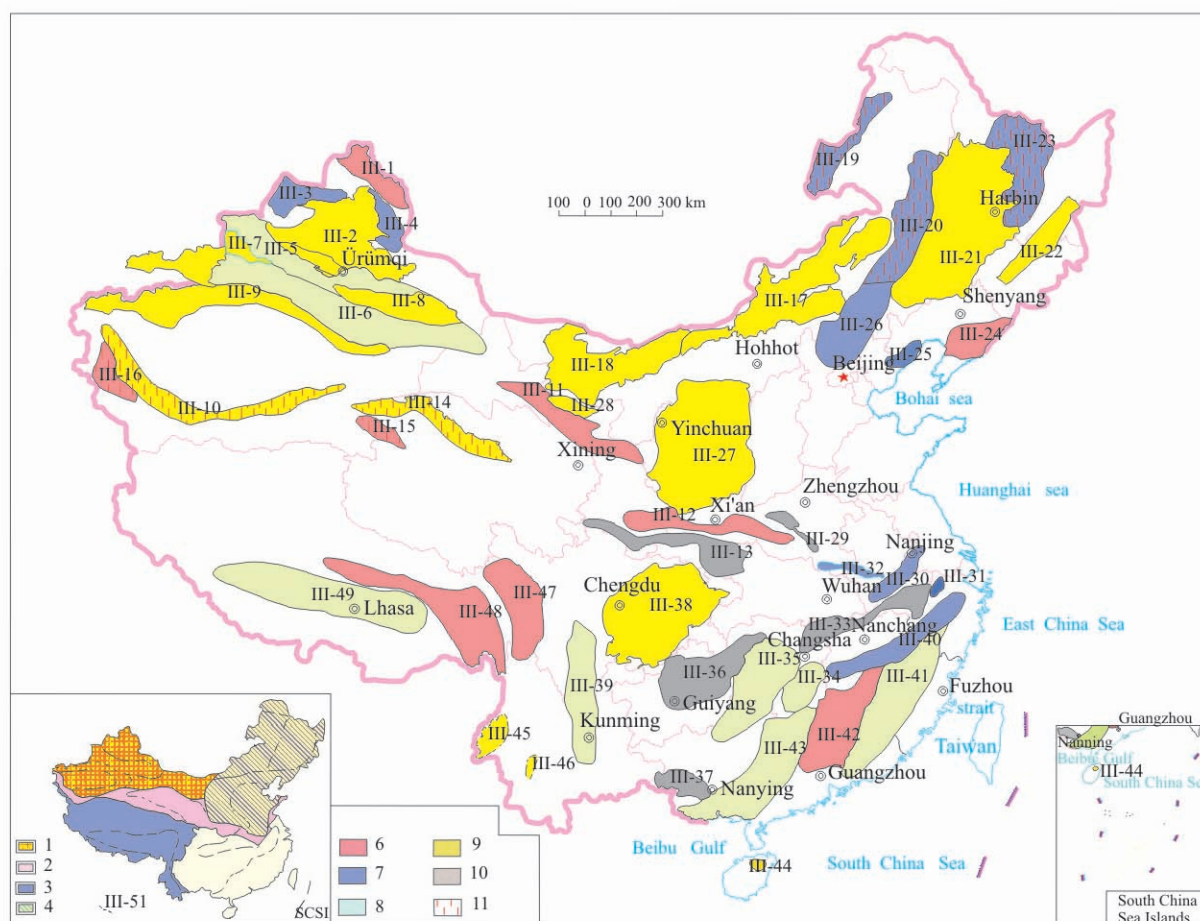 III-1
III-23
III-19
III-3
III-4
Harbin
100 0 100 200 300 km
III-20
III-7
III-5
III-2
III-22
Ürümqi
III-21
III-9
III-8
III-17
Shenyang
III-6
III-26
III-24
Hohhot
III-25
III-18
Beijing
III-16
III-11
Bohai sea
III-10
III-14
III-28
Yinchuan
III-15
III-27
Xining
Zhengzhou
Huanghai sea
III-12
Xi'an
III-29
III-13
Nanjing
III-32
III-31
III-30
Chengdu
Wuhan
III-49
III-38
Lhasa
III-48
III-47
III-33
Nanchang
East China Sea
Changsha
III-40
III-35
III-36
III-34
III-41
III-39
Guiyang
Fuzhou
strait
Kunming
III-45
III-42
III-43
Taiwan
III-46
Guangzhou
III-37
Nanying
Beibu Gulf
South China Sea
III-44
Guangzhou
Nanning
Beibu Gulf
III-44
South China Sea
South China
Sea Islands
1
2
3
4
III-51
SCSI
6
7
8
9
10
11